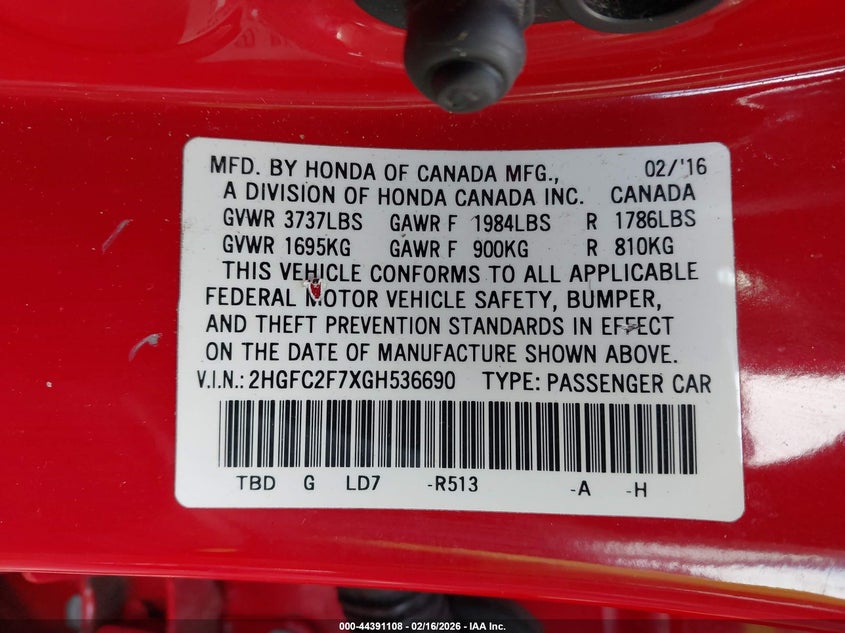 MFD. BY HONDA OF CANADA MFG., 02/'16
A DIVISION OF HONDA CANADA INC. CANADA
GVWR 3737LBS GAWR F 1984LBS R 1786LBS
GVWR 1695KG GAWR F 900KG R 810KG
THIS VEHICLE CONFORMS TO ALL APPLICABLE
FEDERAL MOTOR VEHICLE SAFETY, BUMPER,
AND THEFT PREVENTION STANDARDS IN EFFECT
ON THE DATE OF MANUFACTURE SHOWN ABOVE.
V.I.N.: 2HGFC2F7XGH536690 TYPE: PASSENGER CAR
TBD G LD7 -R513 -A -H
000-44391108 - 02/16/2026 - IAA Inc.